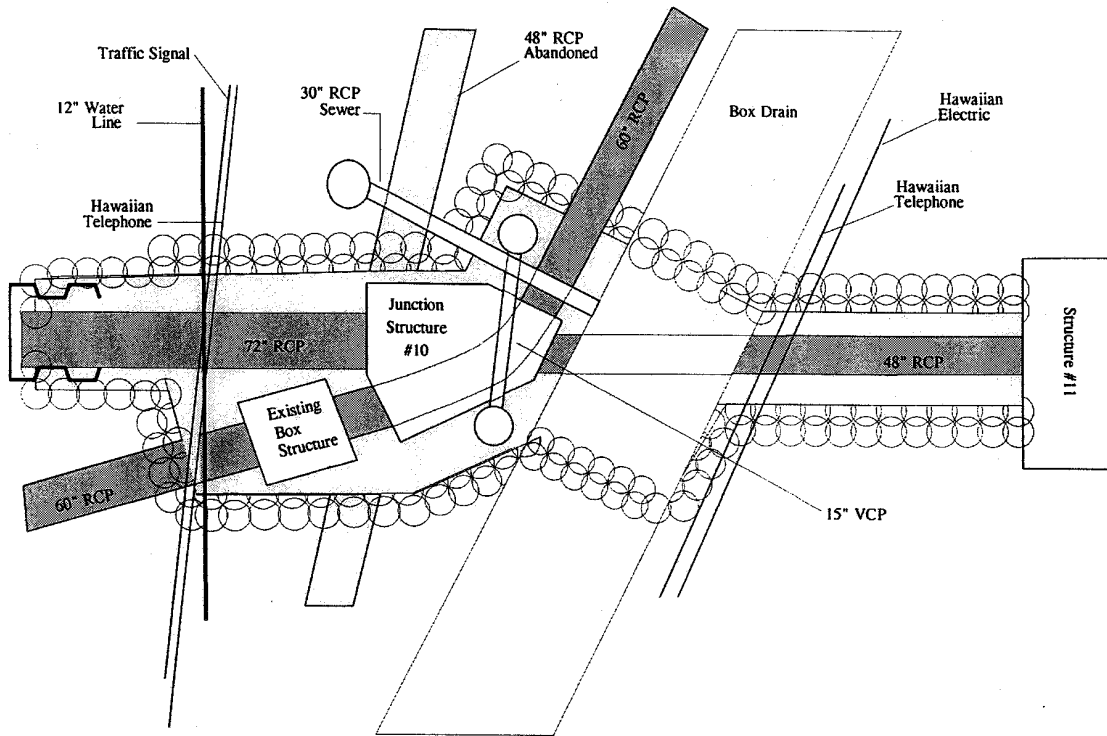 48" RCP
Abandoned
Traffic Signal
30" RCP
Sewer
12" Water
Line
60" RCP
Box Drain
Hawaiian
Electric
Hawaiian
Telephone
Hawaiian
Telephone
Junction
Structure
#10
72" RCP
48" RCP
Structure #11
Existing
Box
Structure
60" RCP
15" VCP